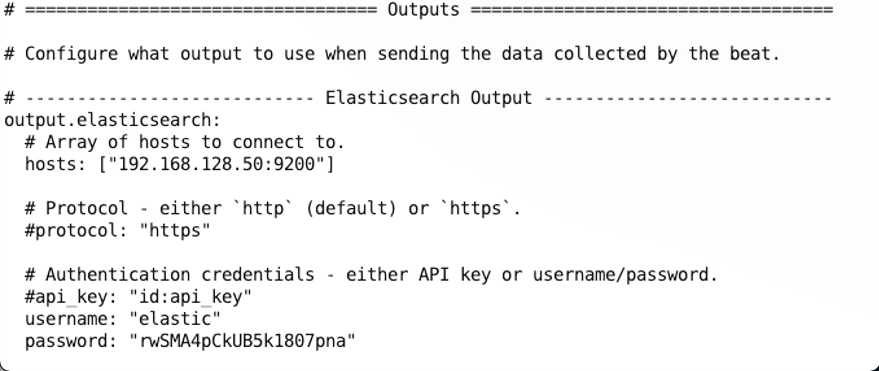 # ================================== Outputs ===================================
# Configure what output to use when sending the data collected by the beat.
# ---------------------------- Elasticsearch Output ----------------------------
output.elasticsearch:
  # Array of hosts to connect to.
  hosts: ["192.168.128.50:9200"]
  # Protocol - either `http` (default) or `https`.
  #protocol: "https"
  # Authentication credentials - either API key or username/password.
  #api_key: "id:api_key"
  username: "elastic"
  password: "rwSMA4pCkUB5k1807pna"